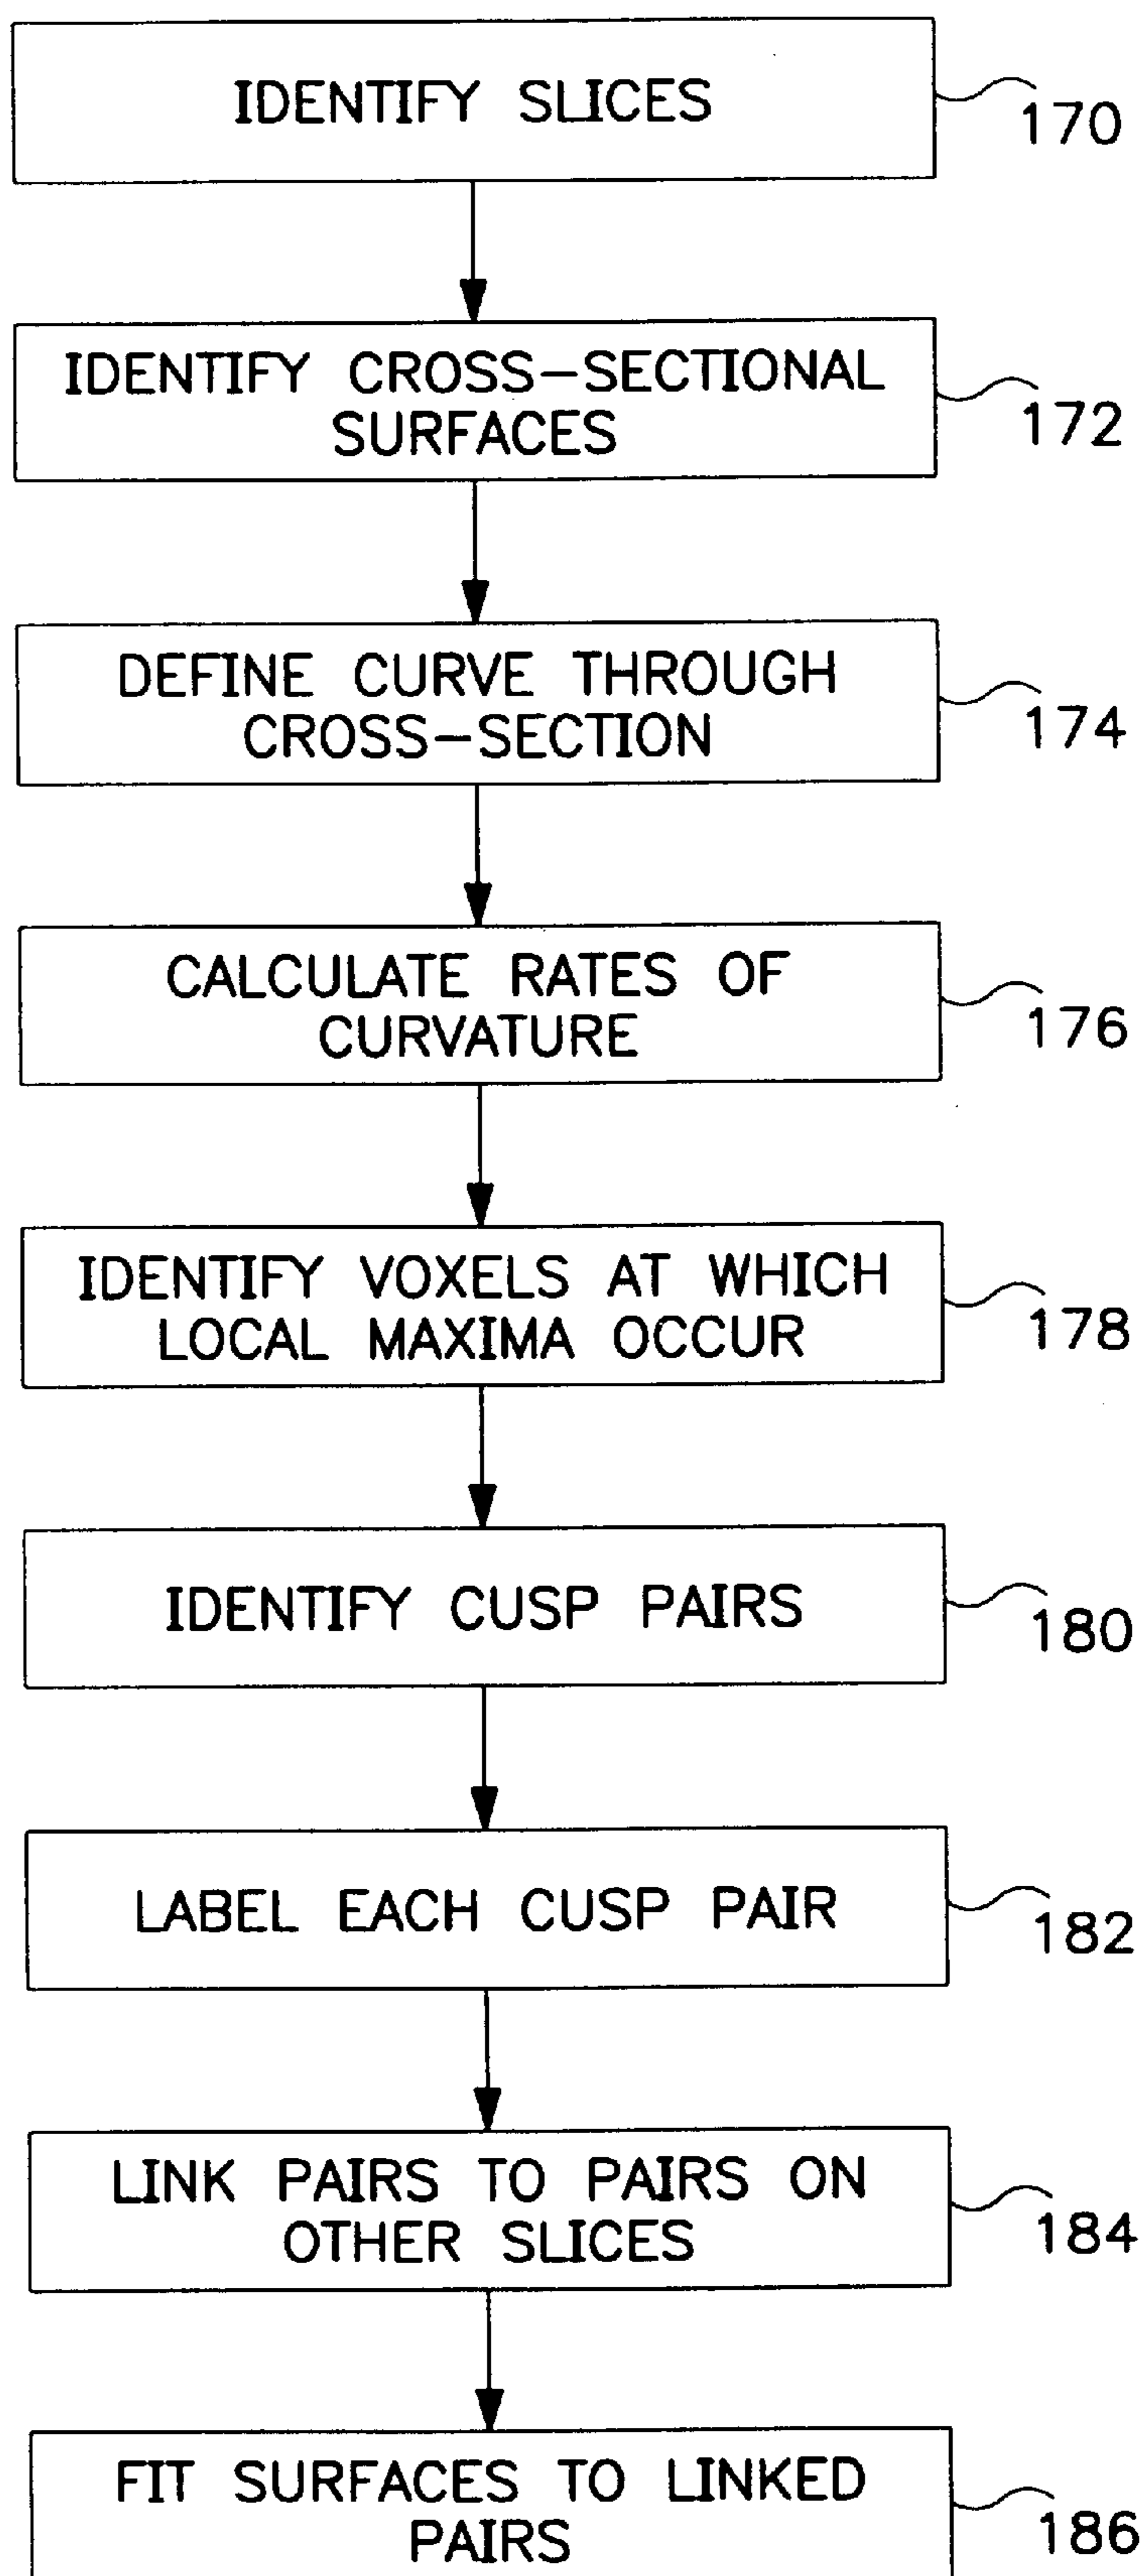 IDENTIFY SLICES
170
IDENTIFY CROSS-SECTIONAL
SURFACES
172
DEFINE CURVE THROUGH
CROSS-SECTION
174
CALCULATE RATES OF
CURVATURE
176
IDENTIFY VOXELS AT WHICH
LOCAL MAXIMA OCCUR
178
IDENTIFY CUSP PAIRS
180
LABEL EACH CUSP PAIR
182
LINK PAIRS TO PAIRS ON
OTHER SLICES
184
FIT SURFACES TO LINKED
PAIRS
186